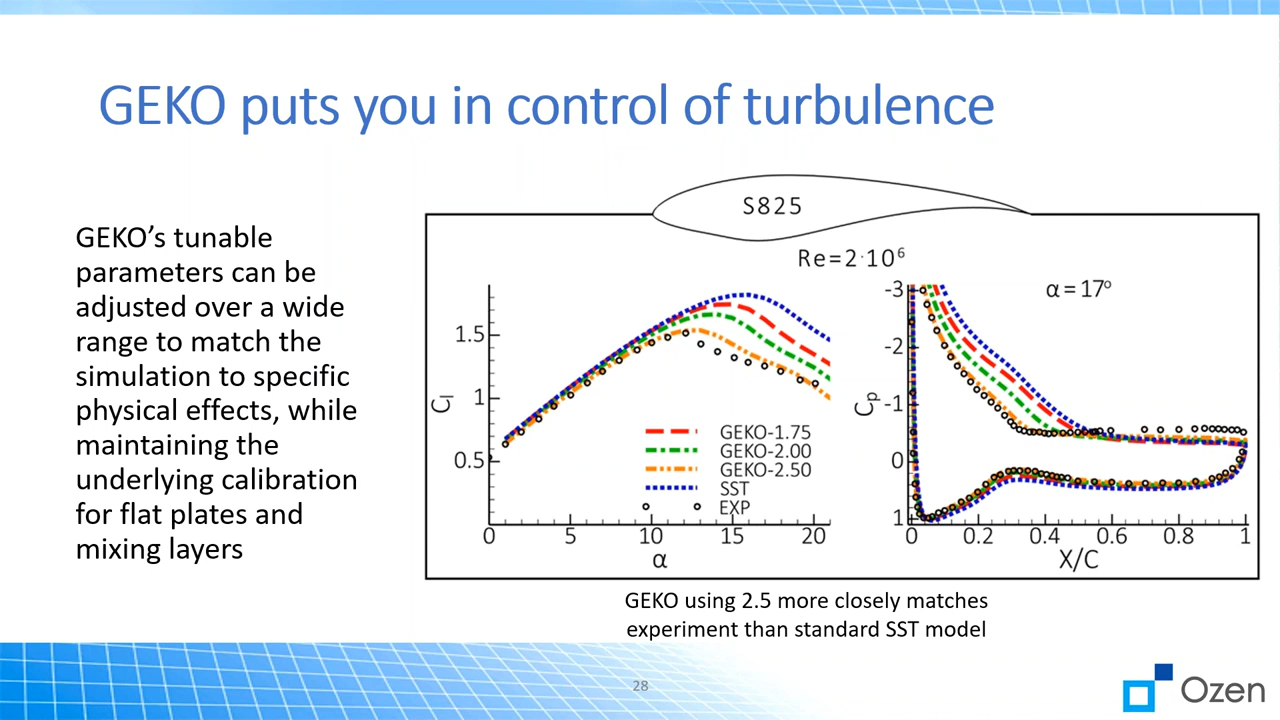 GEKO puts you in control of turbulence
GEKO’s tunable
parameters can be
adjusted over a wide
range to match the
simulation to specific
physical effects, while
maintaining the
underlying calibration
for flat plates and
mixing layers
S825
Re=2·10⁶
Cₗ
1.5
1
0.5
0 5 10 15 20
α
GEKO-1.75
GEKO-2.00
GEKO-2.50
SST
EXP
α=17º
Cₚ
-3
-2
-1
0
1
0 0.2 0.4 0.6 0.8 1
X/C
GEKO using 2.5 more closely matches
experiment than standard SST model
28
Ozen